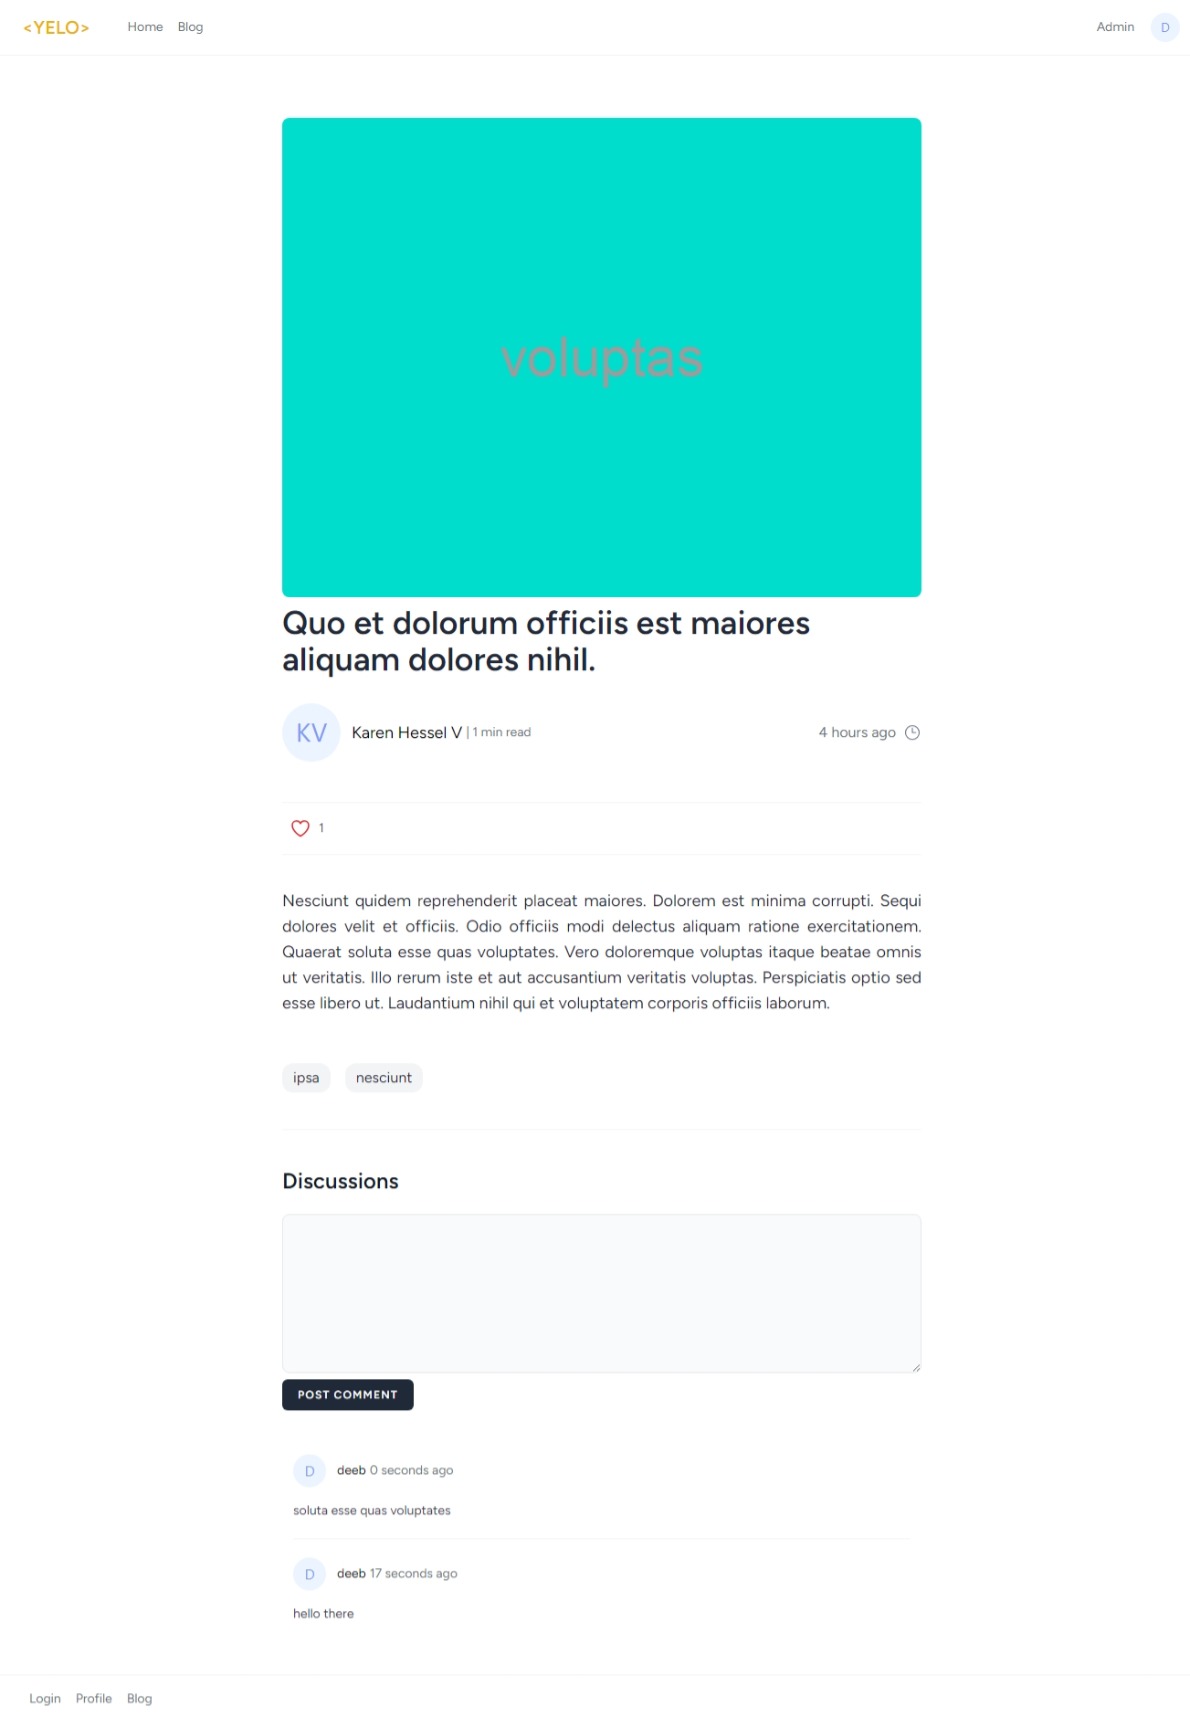 <YELO>
Home Blog
Admin D
voluptas
Quo et dolorum officiis est maiores
aliquam dolores nihil.
KV Karen Hessel V | 1 min read 4 hours ago
1
Nesciunt quidem reprehenderit placeat maiores. Dolorem est minima corrupti. Sequi
dolores velit et officiis. Odio officiis modi delectus aliquam ratione exercitationem.
Quaerat soluta esse quas voluptates. Vero doloremque voluptas itaque beatae omnis
ut veritatis. Illo rerum iste et aut accusantium veritatis voluptas. Perspiciatis optio sed
esse libero ut. Laudantium nihil qui et voluptatem corporis officiis laborum.
ipsa nesciunt
Discussions
POST COMMENT
D deeb 0 seconds ago
soluta esse quas voluptates
D deeb 17 seconds ago
hello there
Login Profile Blog